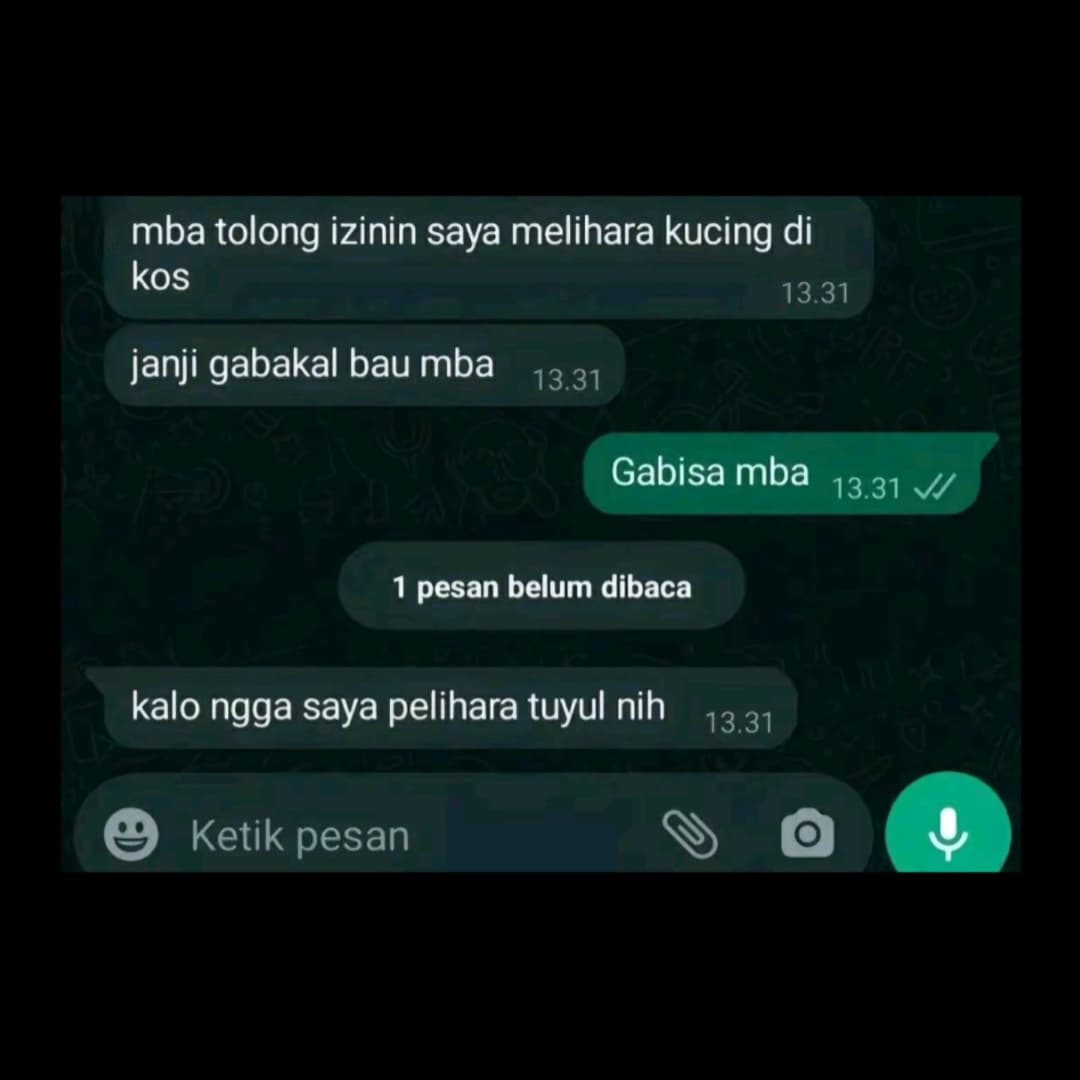 mba tolong izinin saya melihara kucing di
kos
13.31
janji gabakal bau mba 13.31
Gabisa mba 13.31
1 pesan belum dibaca
kalo ngga saya pelihara tuyul nih 13.31
Ketik pesan